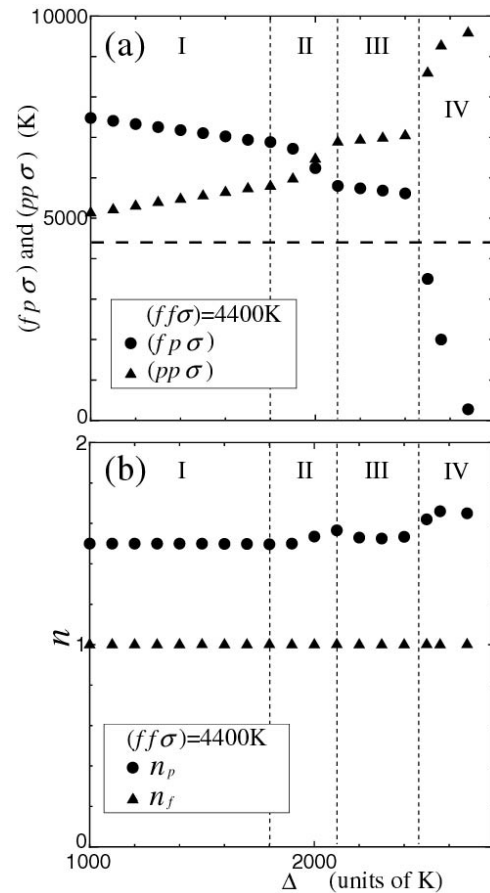 10000
(a)
I
II
III
IV
(fpσ) and (ppσ) (K)
5000
(ffσ)=4400K
(fpσ)
(ppσ)
0
2
(b)
I
II
III
IV
n
1
(ffσ)=4400K
n_p
n_f
0
1000
2000
Δ (units of K)